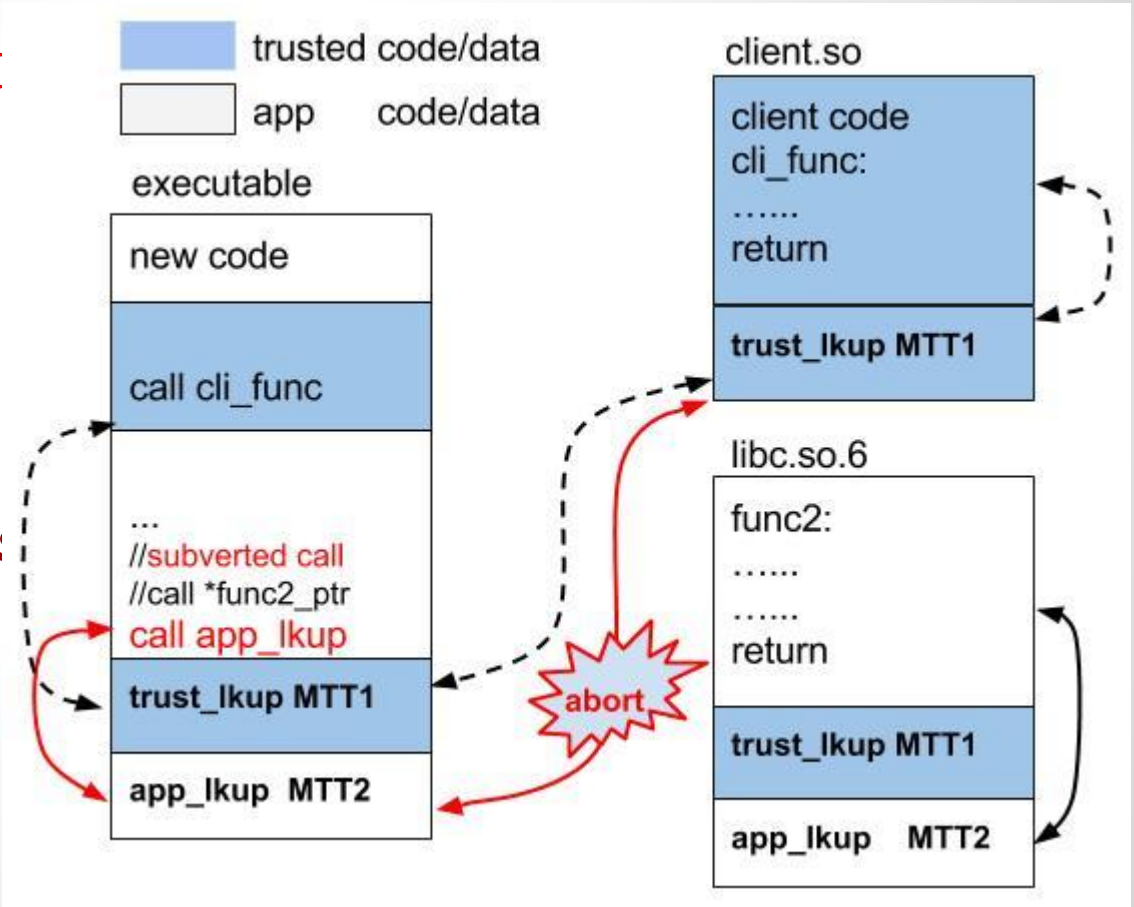 trusted code/data
app code/data
executable
new code
call cli_func
...
//subverted call
//call *func2_ptr
call app_lkup
trust_lkup MTT1
app_lkup MTT2
abort
client.so
client code
cli_func:
…...
return
trust_lkup MTT1
libc.so.6
func2:
…...
…...
return
trust_lkup MTT1
app_lkup MTT2